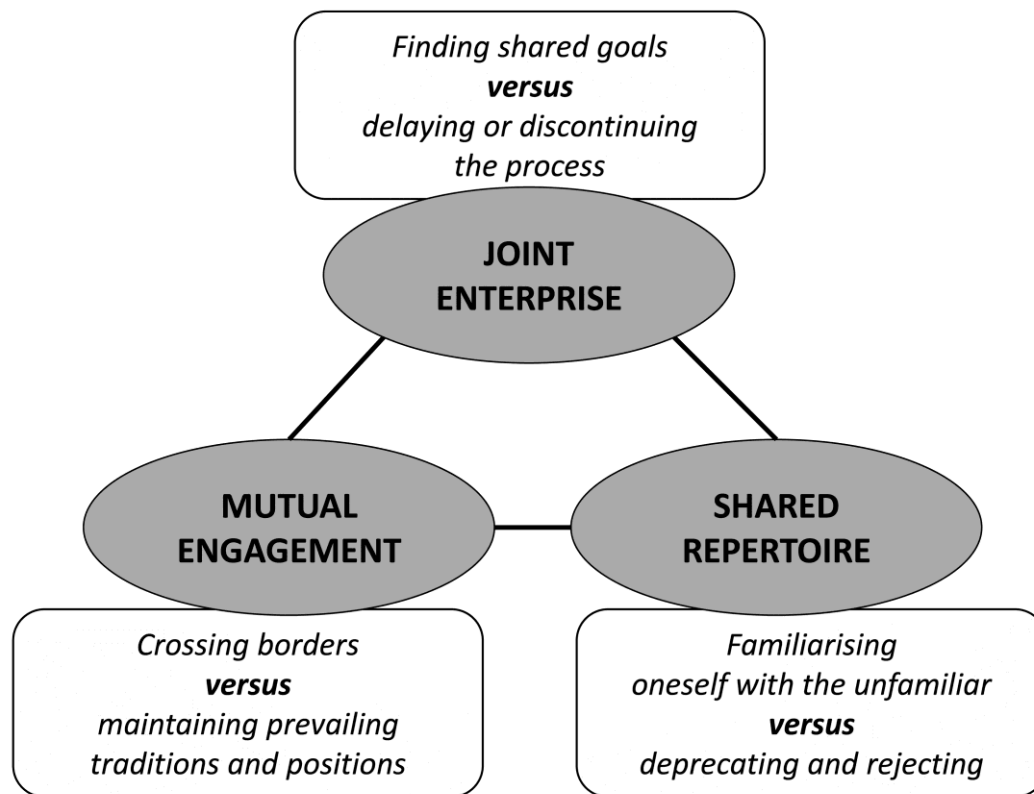 Finding shared goals
versus
delaying or discontinuing
the process
JOINT
ENTERPRISE
MUTUAL
ENGAGEMENT
SHARED
REPERTOIRE
Crossing borders
versus
maintaining prevailing
traditions and positions
Familiarising
oneself with the unfamiliar
versus
deprecating and rejecting